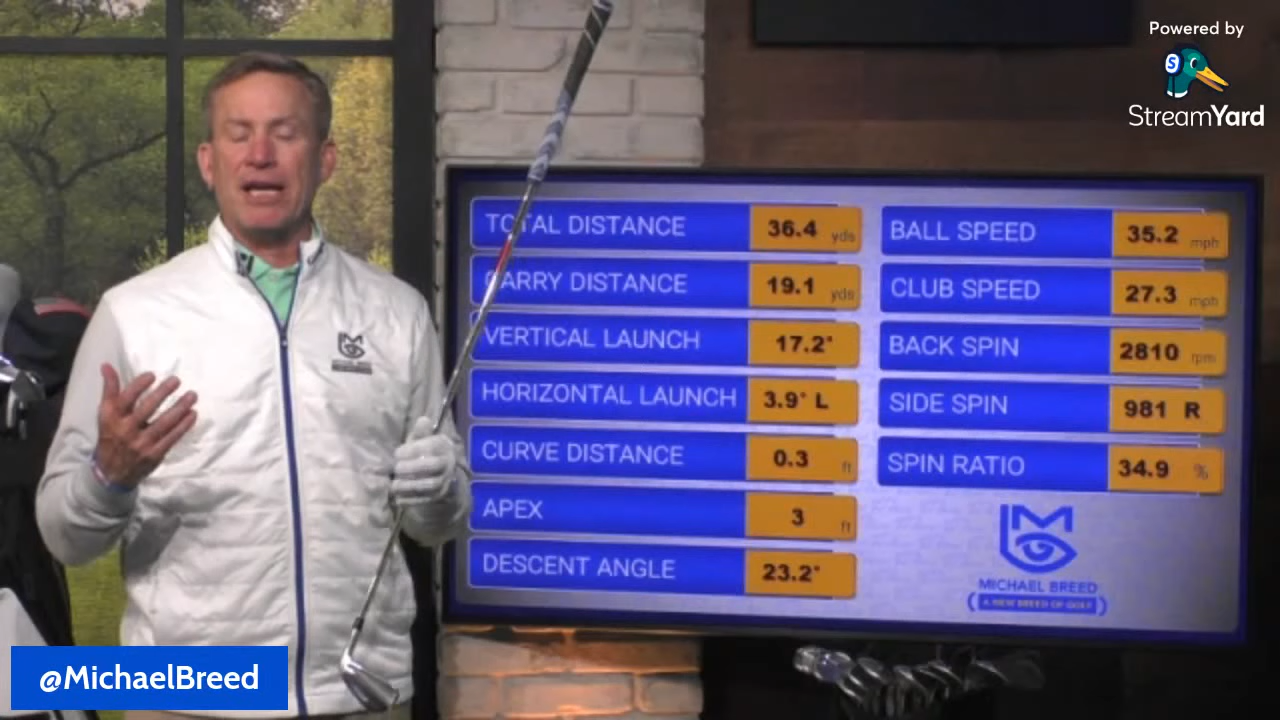 Powered by
StreamYard
TOTAL DISTANCE 36.4 yds
CARRY DISTANCE 19.1 yds
VERTICAL LAUNCH 17.2°
HORIZONTAL LAUNCH 3.9° L
CURVE DISTANCE 0.3 ft
APEX 3 ft
DESCENT ANGLE 23.2°
BALL SPEED 35.2 mph
CLUB SPEED 27.3 mph
BACK SPIN 2810 rpm
SIDE SPIN 981 R
SPIN RATIO 34.9 %
MICHAEL BREED
A NEW BREED OF GOLF
@MichaelBreed